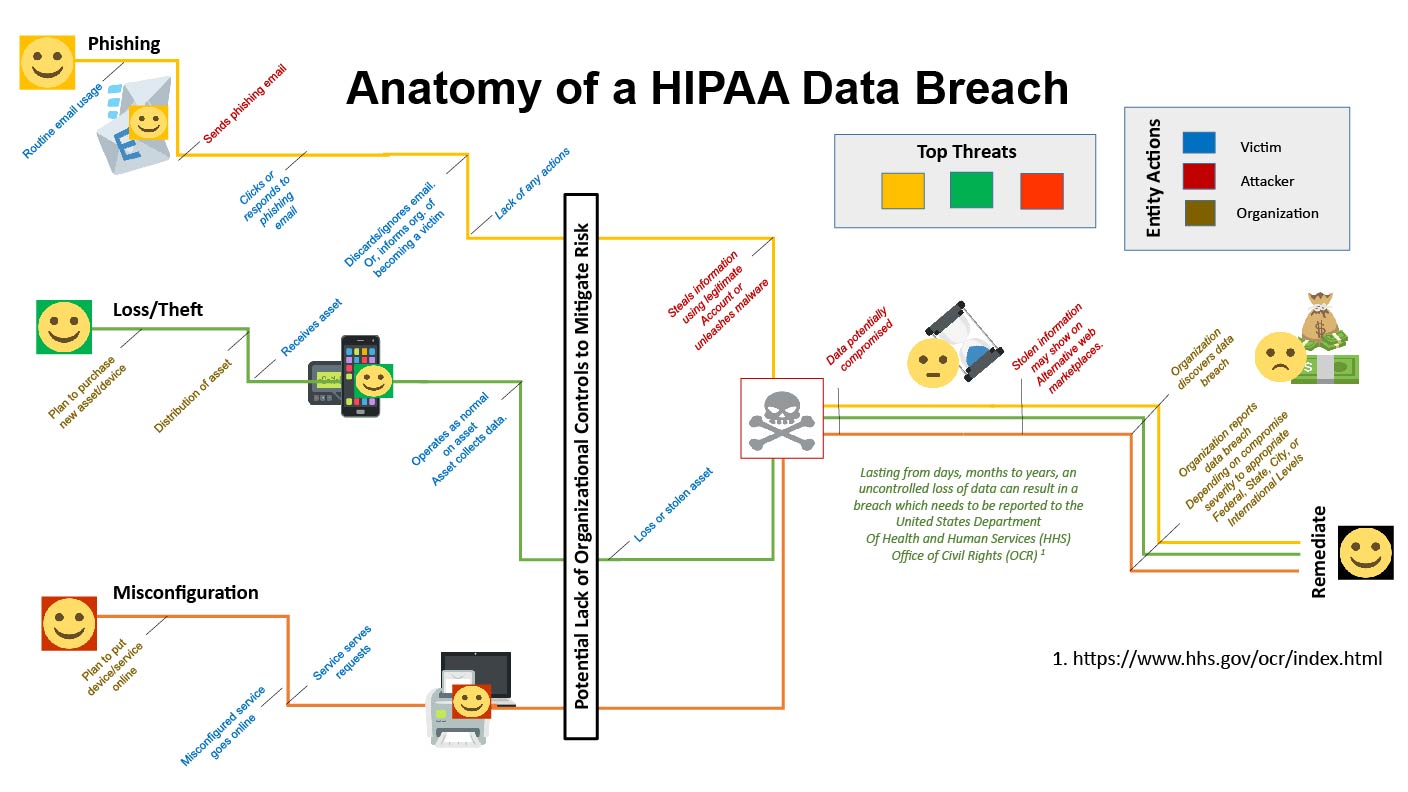 Anatomy of a HIPAA Data Breach
Phishing
Routine email usage
E
Sends phishing email
Clicks or
responds to
phishing
email
Discards/ignores email.
Or, informs org. of
becoming a victim
Lack of any actions
Top Threats
Entity Actions
Victim
Attacker
Organization
Potential Lack of Organizational Controls to Mitigate Risk
Steals information
using legitimate
Account or
unleashes malware
Loss/Theft
Plan to purchase
new asset/device
Distribution of asset
Receives asset
Operates as normal
on asset
Asset collects data.
Loss or stolen asset
Data potentially
compromised
Stolen information
may show on
Alternative web
marketplaces.
Organization
discovers data
breach
$
$
Organization reports
data breach
Depending on compromise
severity to appropriate
Federal, State, City, or
International Levels
Lasting from days, months to years, an
uncontrolled loss of data can result in a
breach which needs to be reported to the
United States Department
Of Health and Human Services (HHS)
Office of Civil Rights (OCR) 1
Remediate
Misconfiguration
Plan to put
device/service
online
Misconfigured service
goes online
Service serves
requests
1. https://www.hhs.gov/ocr/index.html